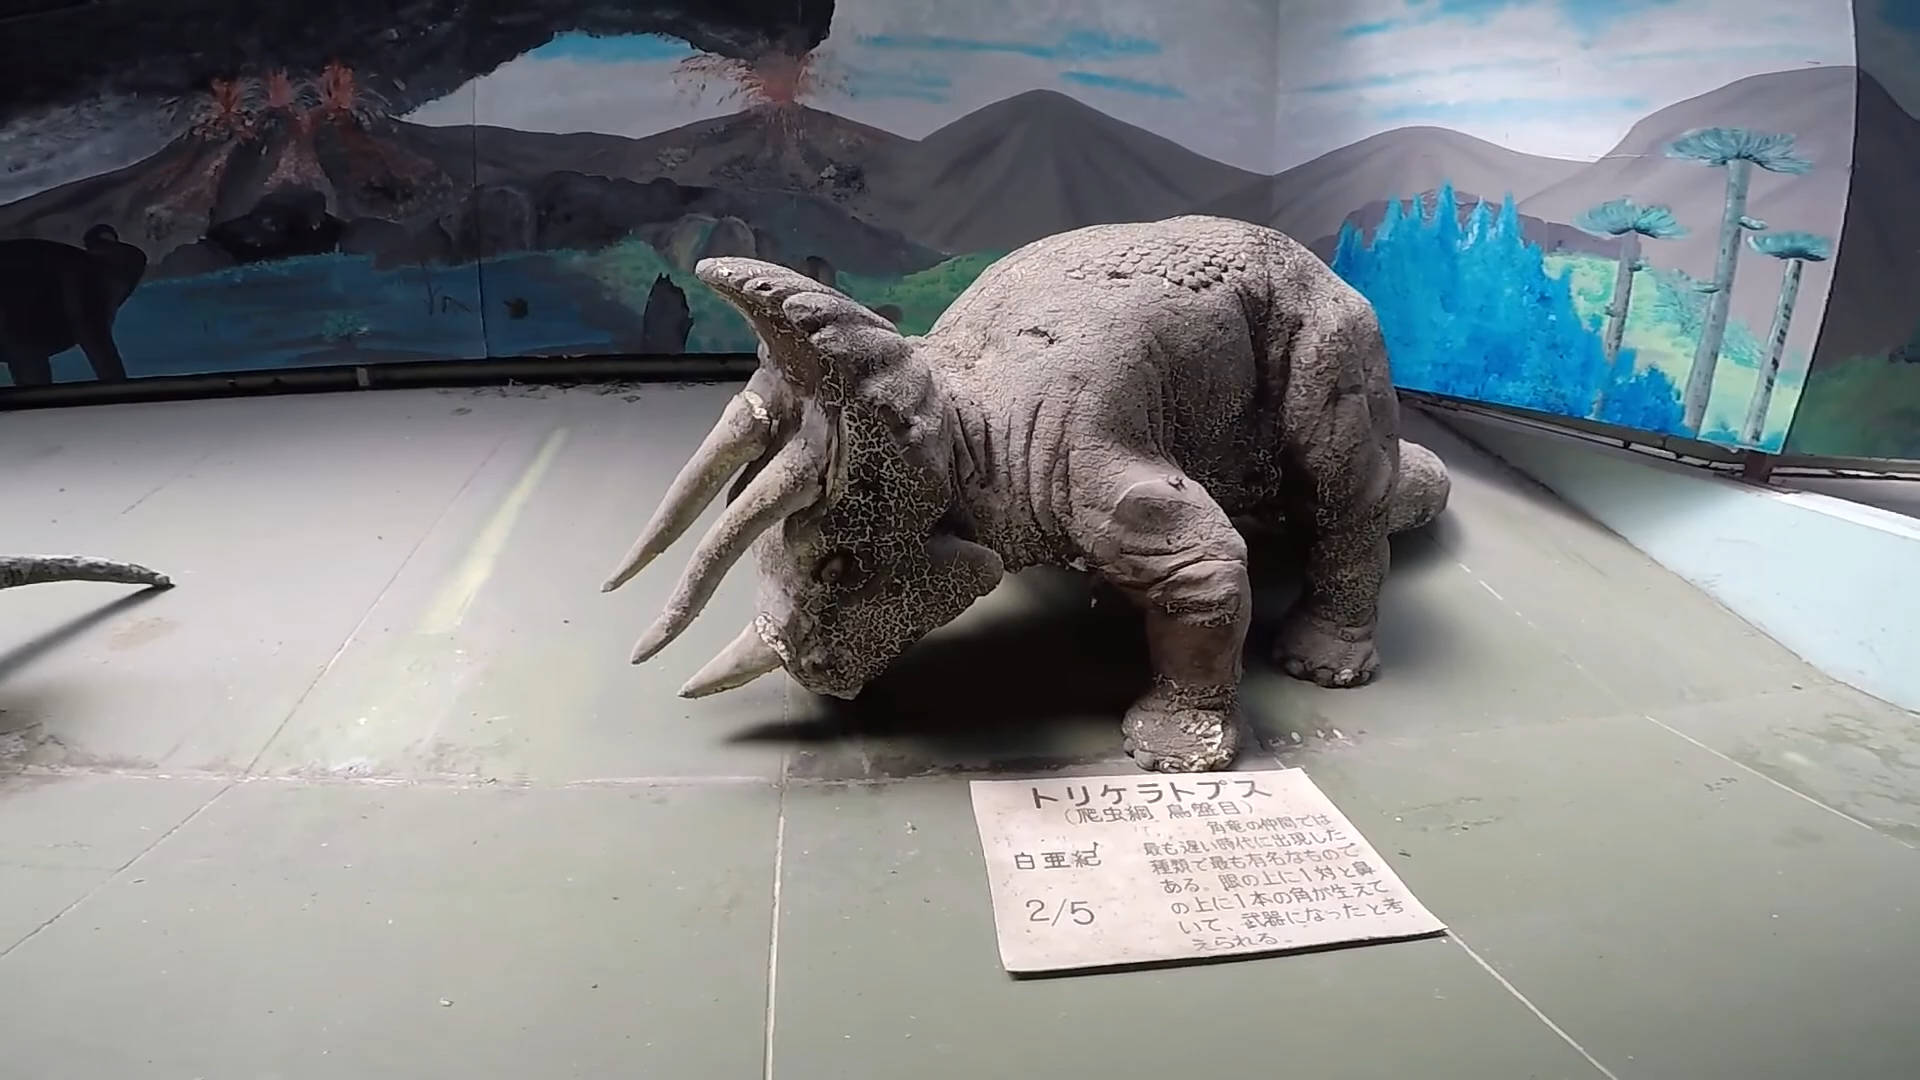 トリケラトプス
(爬虫綱 鳥盤目)
白亜紀
2/5
角竜の仲間では
最も遅い時代に出現した
種類で最も有名なもので
ある。眼の上に1対と鼻
の上に1本の角が生えて
いて、武器になったと考
えられる。